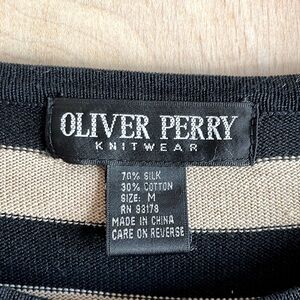 OLIVER PERRY
KNITWEAR
70% SILK
30% COTTON
SIZE: M
RN 93178
MADE IN CHINA
CARE ON REVERSE